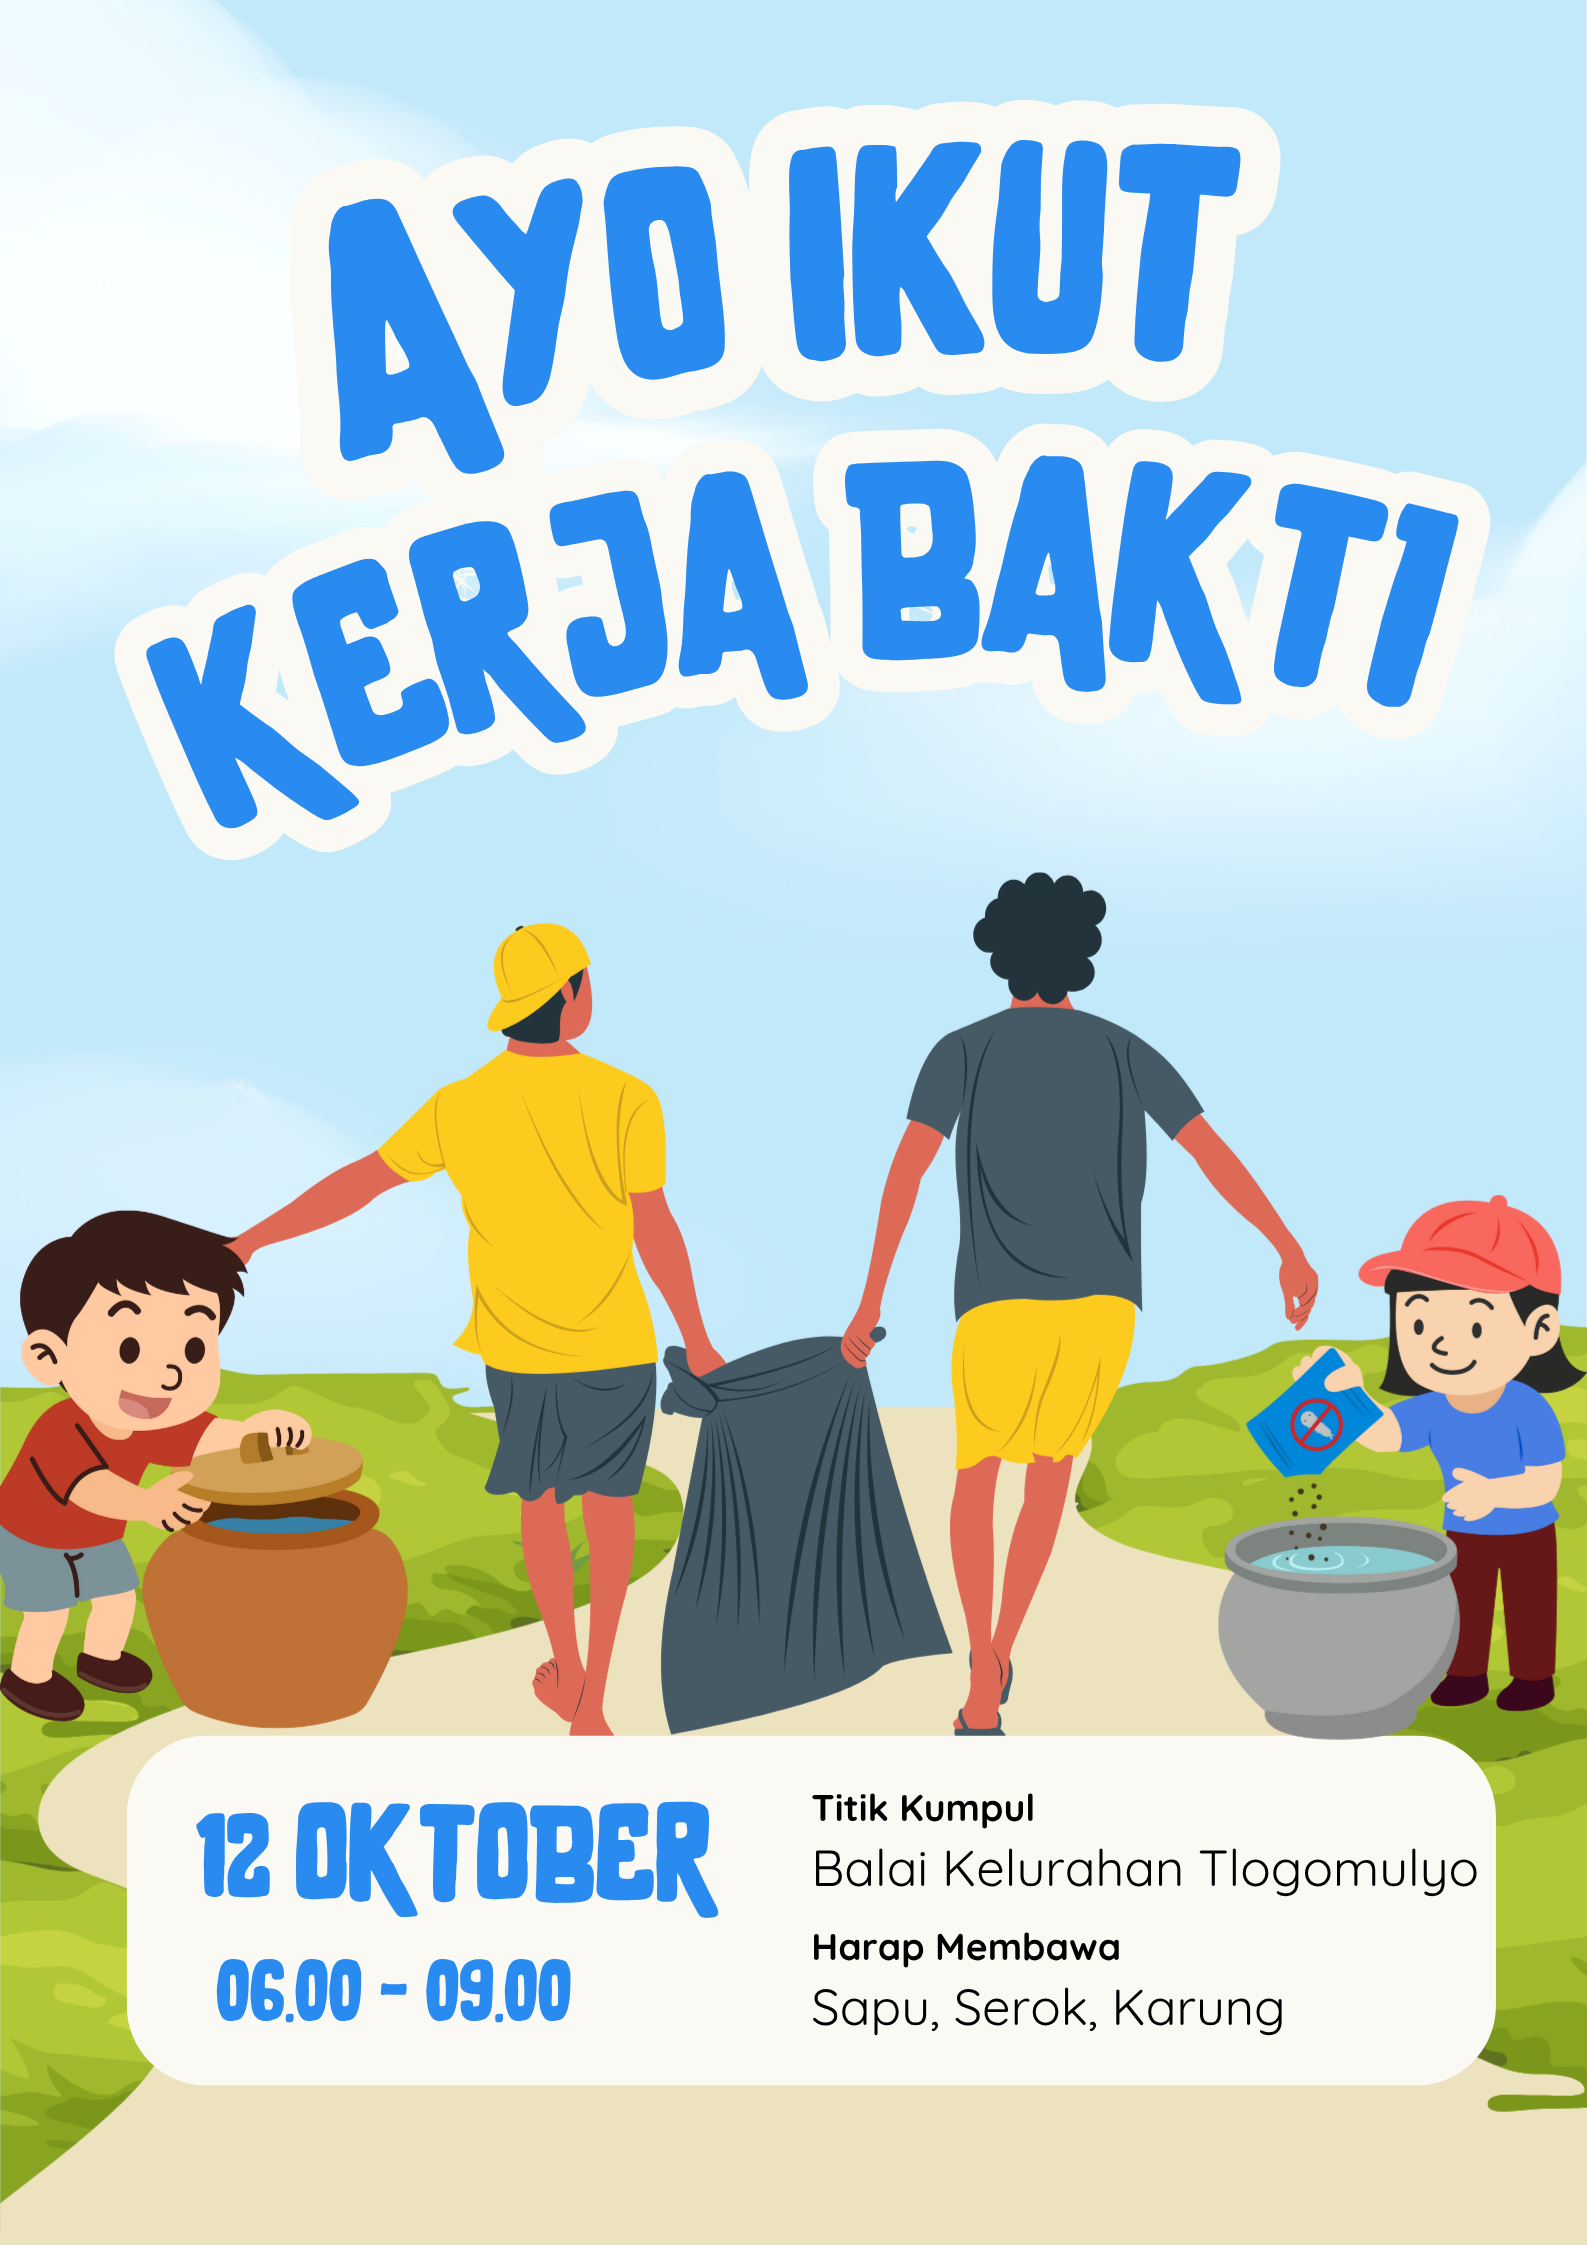 AYO IKUT
KERJA BAKTI
12 OKTOBER
06.00 - 09.00
Titik Kumpul
Balai Kelurahan Tlogomulyo
Harap Membawa
Sapu, Serok, Karung